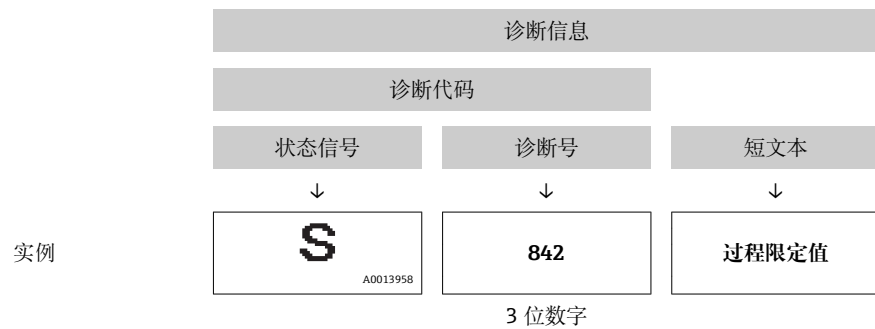 诊断信息
诊断代码
状态信号 诊断号 短文本
↓ ↓ ↓
实例 S 842 过程限定值
A0013958
3 位数字